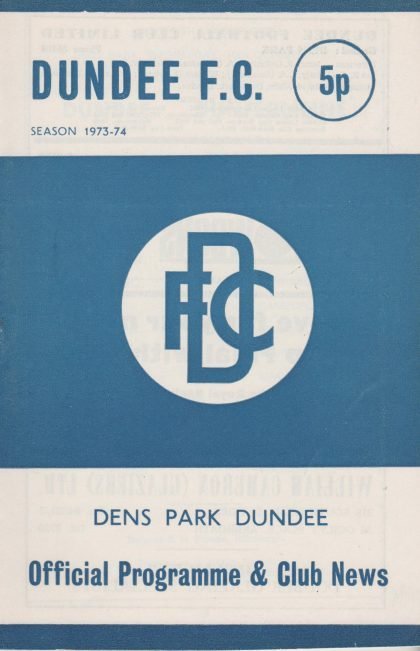 DUNDEE F.C.
5p
SEASON 1973-74
DFC
DENS PARK DUNDEE
Official Programme & Club News